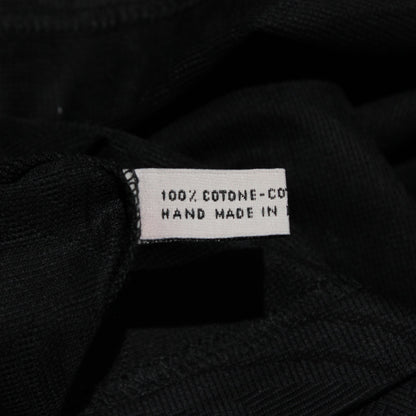 100% COTONE-CO
HAND MADE IN